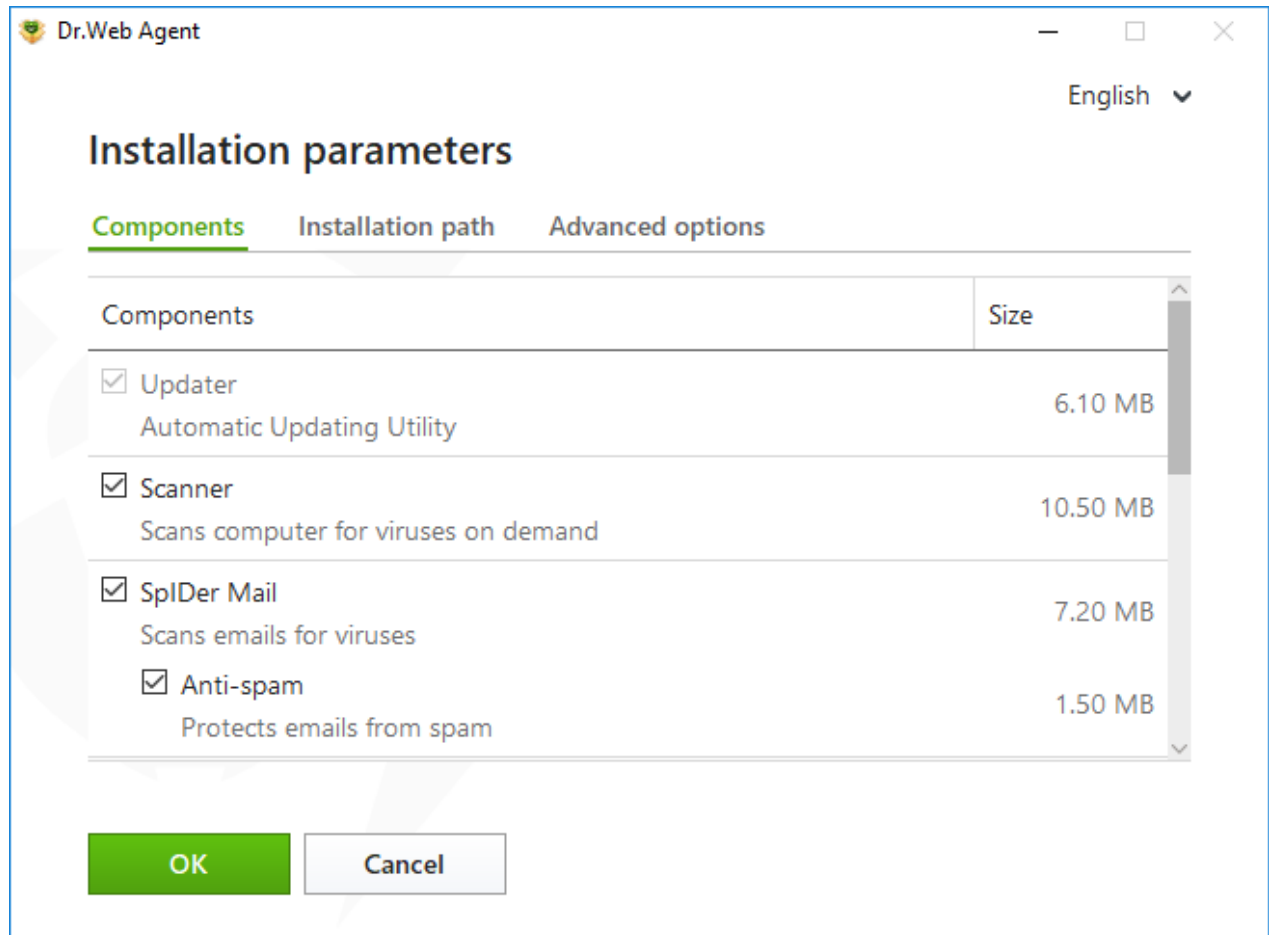 Dr.Web Agent
English
Installation parameters
Components Installation path Advanced options
Components Size
Updater
6.10 MB
Automatic Updating Utility
Scanner
10.50 MB
Scans computer for viruses on demand
SpIDer Mail
7.20 MB
Scans emails for viruses
Anti-spam
1.50 MB
Protects emails from spam
OK Cancel